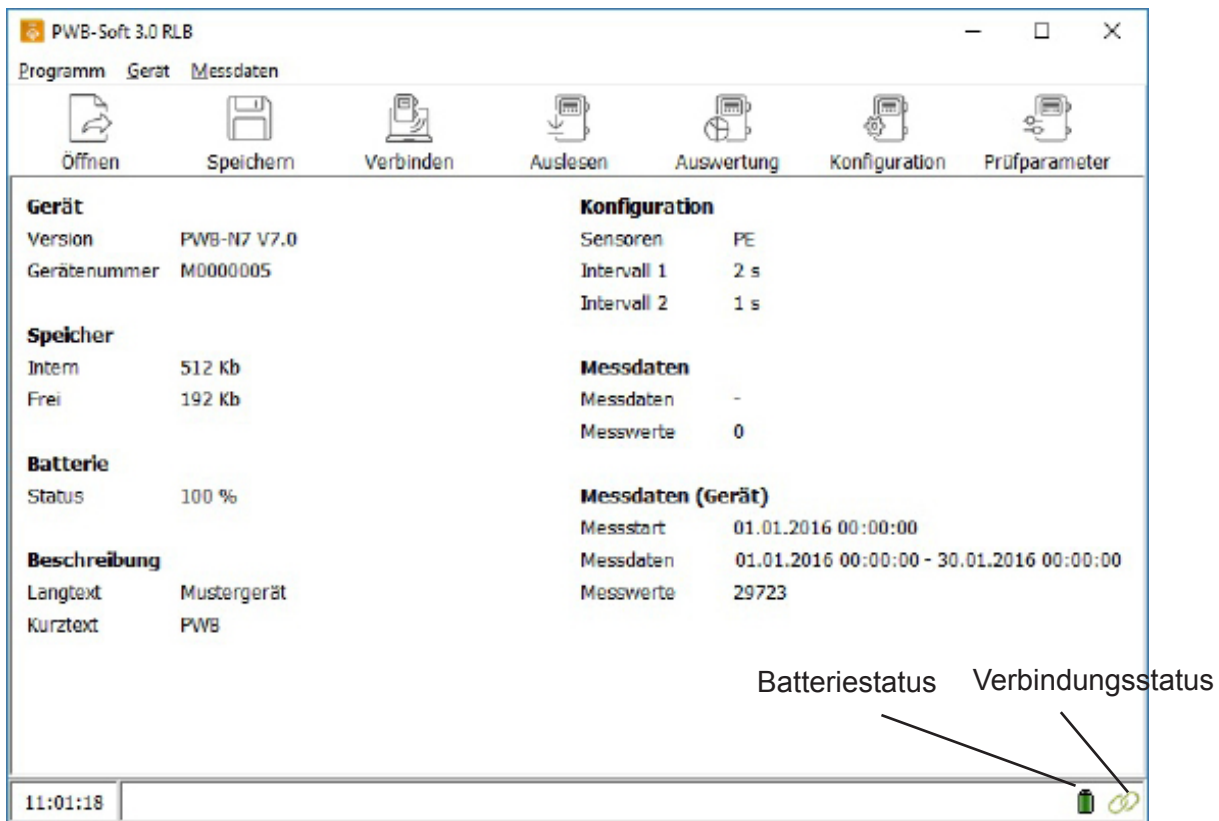 PWB-Soft 3.0 RLB
Programm Gerät Messdaten
Öffnen Speichern Verbinden Auslesen Auswertung Konfiguration Prüfparameter
Gerät
Version PWB-N7 V7.0
Gerätenummer M0000005
Speicher
Intern 512 Kb
Frei 192 Kb
Batterie
Status 100 %
Beschreibung
Langtext Mustergerät
Kurztext PWB
Konfiguration
Sensoren PE
Intervall 1 2 s
Intervall 2 1 s
Messdaten
Messdaten -
Messwerte 0
Messdaten (Gerät)
Messstart 01.01.2016 00:00:00
Messdaten 01.01.2016 00:00:00 - 30.01.2016 00:00:00
Messwerte 29723
Batteriestatus Verbindungsstatus
11:01:18